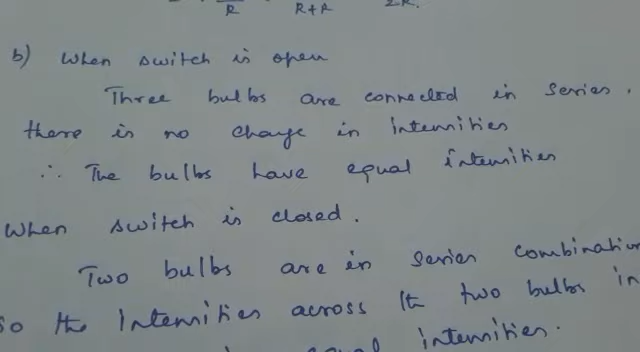 R R+R 2R.
b) When switch is open
Three bulbs are connected in series.
there is no change in intensities
∴ The bulbs have equal intensities
When switch is closed.
Two bulbs are in series combination
so the intensities across the two bulbs in
equal intensities.